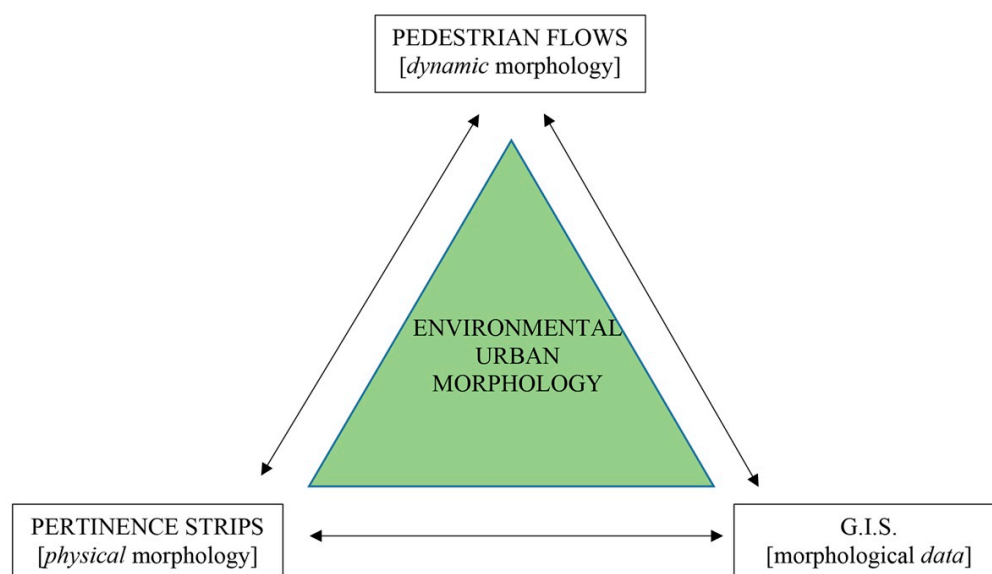 PEDESTRIAN FLOWS
[dynamic morphology]
ENVIRONMENTAL
URBAN
MORPHOLOGY
PERTINENCE STRIPS
[physical morphology]
G.I.S.
[morphological data]